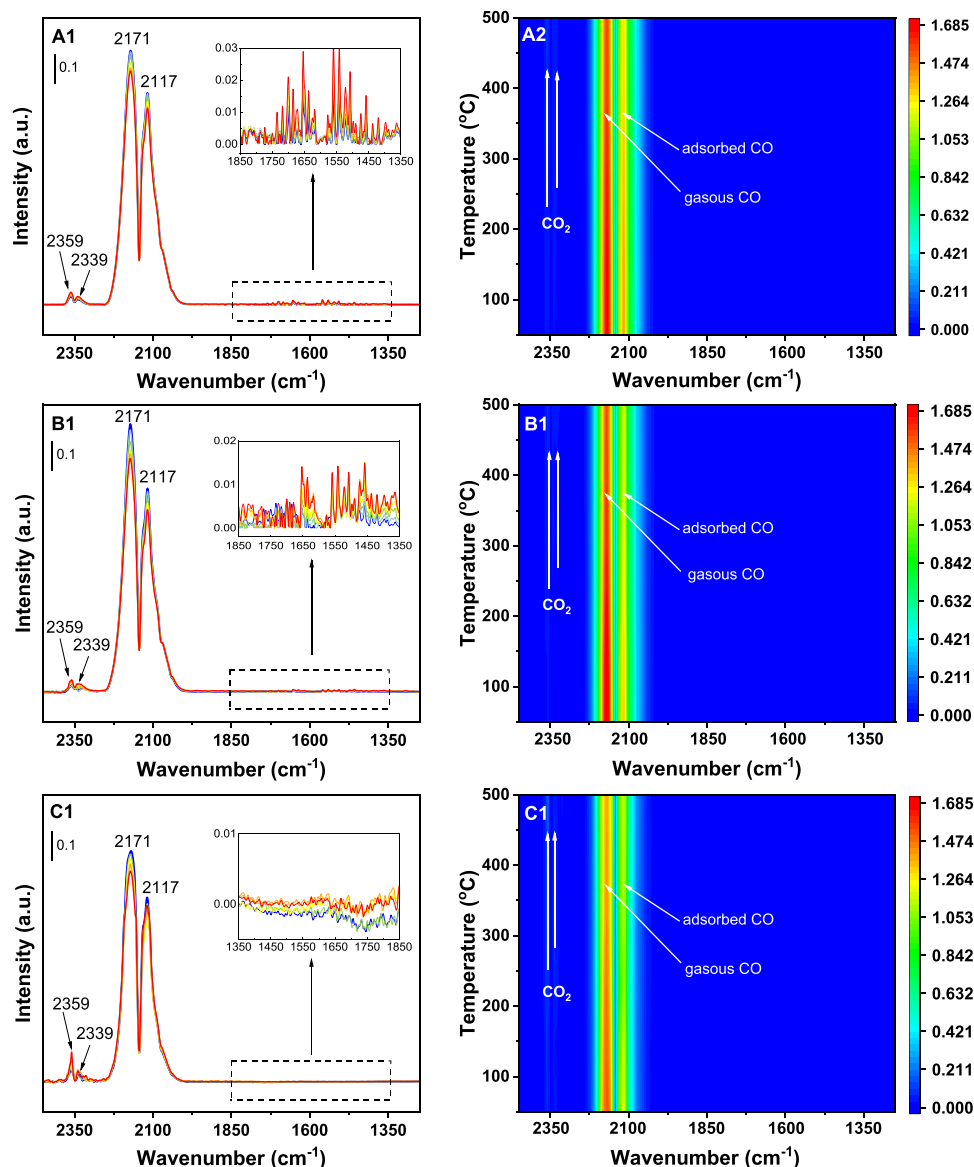 A1
0.1
2171
2117
2359
2339
0.03
0.02
0.01
0.00
1850 1750 1650 1550 1450 1350
Intensity (a.u.)
2350 2100 1850 1600 1350
Wavenumber (cm-1)
A2
500
400
300
200
100
Temperature (ºC)
adsorbed CO
gasous CO
CO2
2350 2100 1850 1600 1350
Wavenumber (cm-1)
1.685
1.474
1.264
1.053
0.842
0.632
0.421
0.211
0.000
B1
0.1
2171
2117
2359
2339
0.02
0.01
0.00
1850 1750 1650 1550 1450 1350
Intensity (a.u.)
2350 2100 1850 1600 1350
Wavenumber (cm-1)
B1
500
400
300
200
100
Temperature (ºC)
adsorbed CO
gasous CO
CO2
2350 2100 1850 1600 1350
Wavenumber (cm-1)
1.685
1.474
1.264
1.053
0.842
0.632
0.421
0.211
0.000
C1
0.1
2171
2117
2359
2339
0.01
0.00
1350 1450 1550 1650 1750 1850
Intensity (a.u.)
2350 2100 1850 1600 1350
Wavenumber (cm-1)
C1
500
400
300
200
100
Temperature (ºC)
adsorbed CO
gasous CO
CO2
2350 2100 1850 1600 1350
Wavenumber (cm-1)
1.685
1.474
1.264
1.053
0.842
0.632
0.421
0.211
0.000